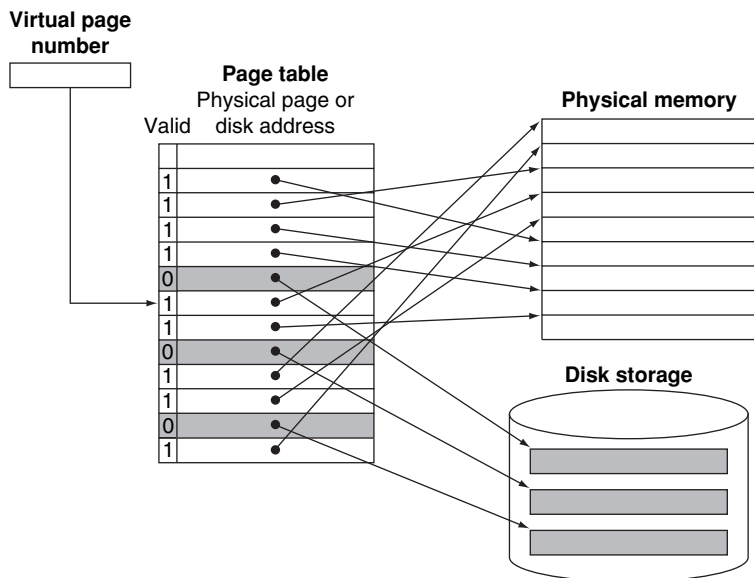 Virtual page
number
Page table
Physical page or
disk address
Valid
Physical memory
1
1
1
1
0
1
1
0
1
1
0
1
Disk storage